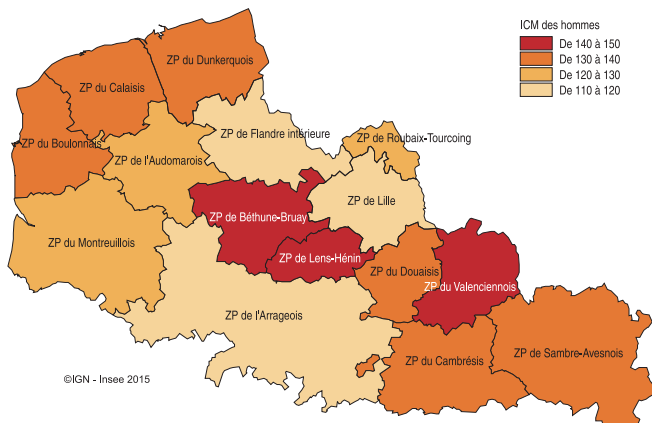 ICM des hommes
De 140 à 150
De 130 à 140
De 120 à 130
De 110 à 120
ZP du Dunkerquois
ZP du Calaisis
ZP de Flandre intérieure
ZP de Roubaix-Tourcoing
ZP du Boulonnais
ZP de l'Audomarois
ZP de Lille
ZP de Béthune-Bruay
ZP du Montreuillois
ZP de Lens-Hénin
ZP du Douaisis
ZP du Valenciennois
ZP de l'Arrageois
ZP du Cambrésis
ZP de Sambre-Avesnois
©IGN - Insee 2015